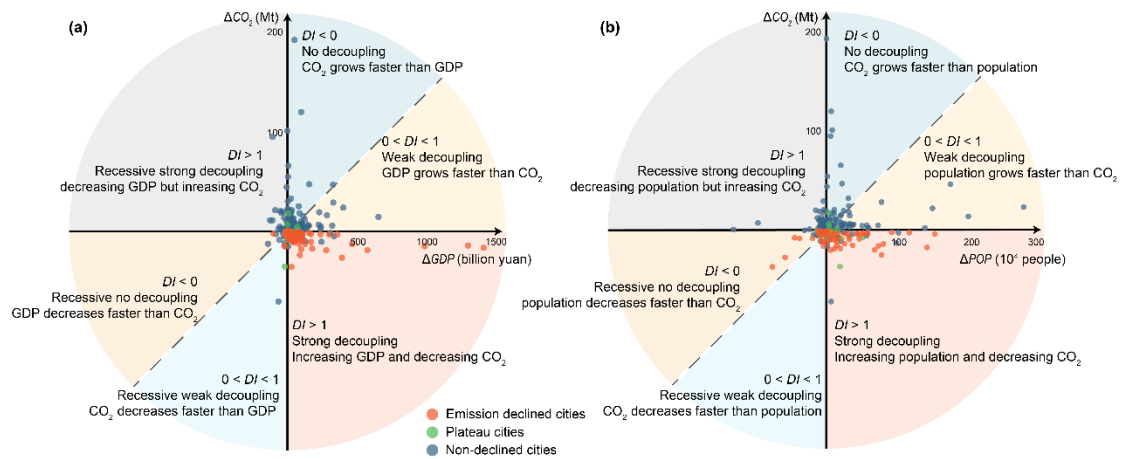 (a)
ΔCO₂ (Mt)
200
DI < 0
No decoupling
CO₂ grows faster than GDP
100
0 < DI < 1
Weak decoupling
GDP grows faster than CO₂
DI > 1
Recessive strong decoupling
decreasing GDP but inreasing CO₂
500
1000
1500
ΔGDP (billion yuan)
DI < 0
Recessive no decoupling
GDP decreases faster than CO₂
DI > 1
Strong decoupling
Increasing GDP and decreasing CO₂
0 < DI < 1
Recessive weak decoupling
CO₂ decreases faster than GDP
(b)
ΔCO₂ (Mt)
200
DI < 0
No decoupling
CO₂ grows faster than population
100
0 < DI < 1
Weak decoupling
population grows faster than CO₂
DI > 1
Recessive strong decoupling
decreasing population but inreasing CO₂
100
200
300
ΔPOP (10⁴ people)
DI < 0
Recessive no decoupling
population decreases faster than CO₂
DI > 1
Strong decoupling
Increasing population and decreasing CO₂
0 < DI < 1
Recessive weak decoupling
CO₂ decreases faster than population
Emission declined cities
Plateau cities
Non-declined cities